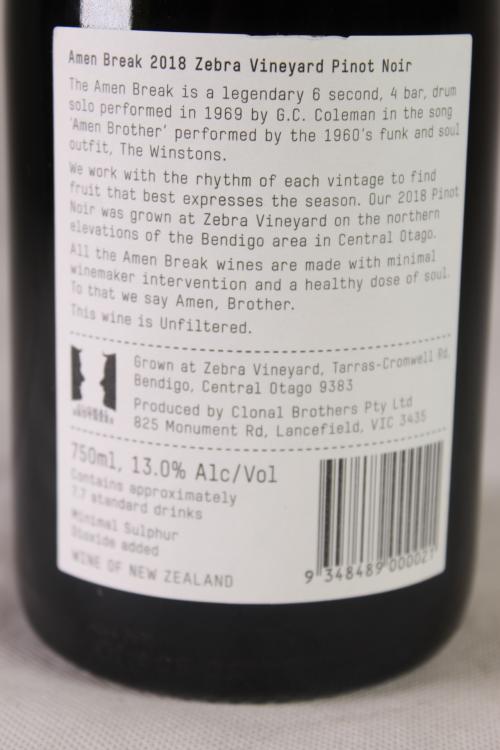 Amen Break 2018 Zebra Vineyard Pinot Noir
The Amen Break is a legendary 6 second, 4 bar, drum
solo performed in 1969 by G.C. Coleman in the song
'Amen Brother' performed by the 1960's funk and soul
outfit, The Winstons.
We work with the rhythm of each vintage to find
fruit that best expresses the season. Our 2018 Pinot
Noir was grown at Zebra Vineyard on the northern
elevations of the Bendigo area in Central Otago.
All the Amen Break wines are made with minimal
winemaker intervention and a healthy dose of soul.
To that we say Amen, Brother.
This wine is Unfiltered.
Grown at Zebra Vineyard, Tarras-Cromwell Rd,
Bendigo, Central Otago 9383
Produced by Clonal Brothers Pty Ltd
825 Monument Rd, Lancefield, VIC 3435
750ml, 13.0% Alc/Vol
Contains approximately
7.7 standard drinks
Minimal Sulphur
Dioxide added
WINE OF NEW ZEALAND
9 348489 000021